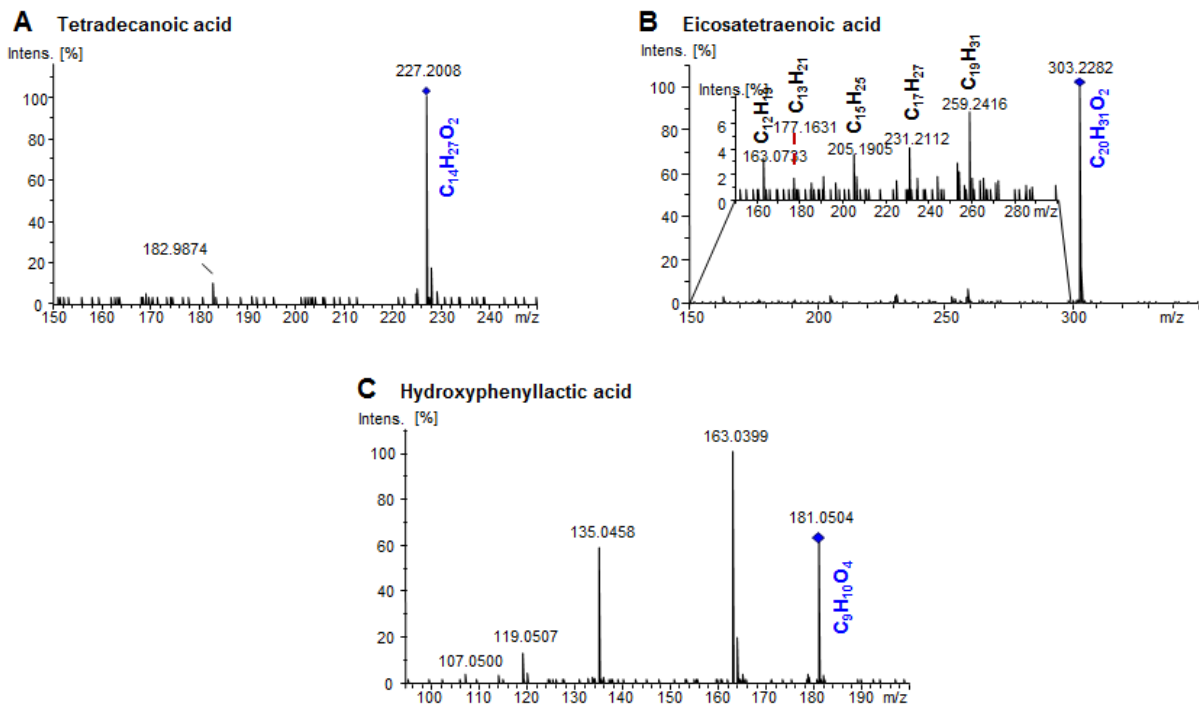 A Tetradecanoic acid
Intens. [%]
100
80
60
40
20
0
227.2008
C14H27O2
182.9874
150 160 170 180 190 200 210 220 230 240 m/z
B Eicosatetraenoic acid
Intens. [%]
100
80
60
40
20
0
303.2282
C20H31O2
Intens. [%]
6
4
2
0
C13H21
C15H25
C17H27
C19H31
163.0733
177.1631
205.1905
231.2112
259.2416
160 180 200 220 240 260 280 m/z
150 200 250 300 m/z
C Hydroxyphenyllactic acid
Intens. [%]
100
80
60
40
20
0
163.0399
181.0504
C9H10O4
135.0458
119.0507
107.0500
100 110 120 130 140 150 160 170 180 190 m/z